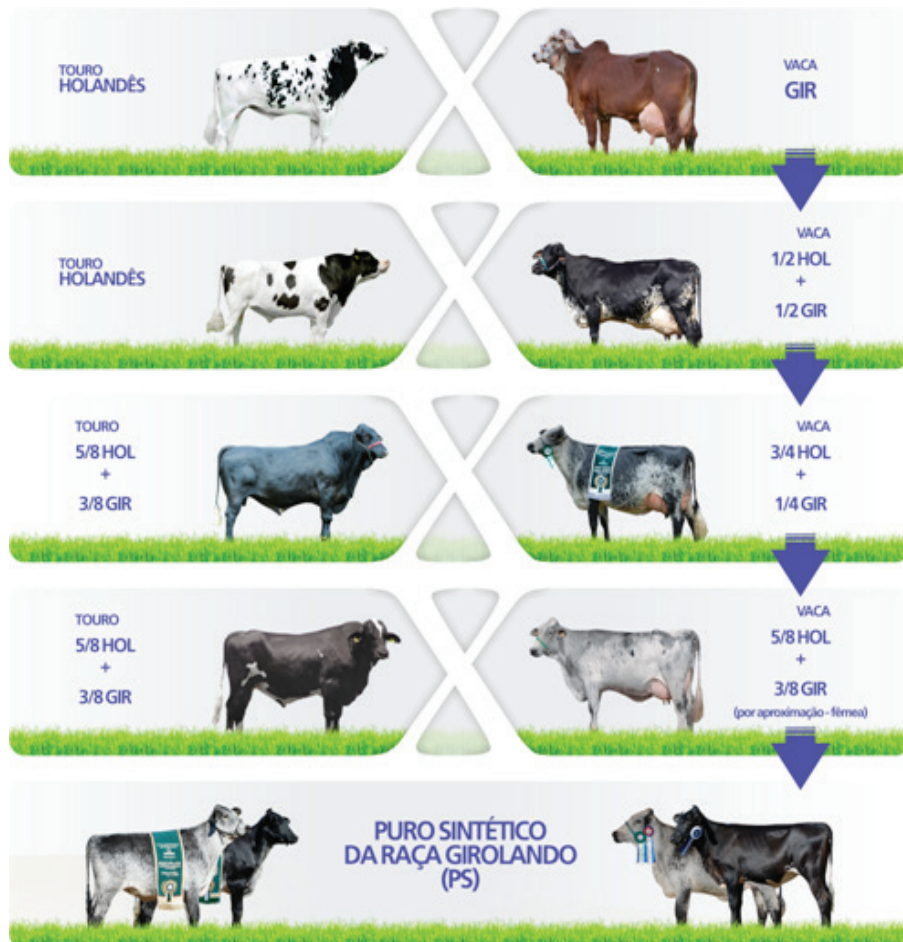 TOURO
HOLANDÊS
VACA
GIR
TOURO
HOLANDÊS
VACA
1/2 HOL
+
1/2 GIR
TOURO
5/8 HOL
+
3/8 GIR
VACA
3/4 HOL
+
1/4 GIR
TOURO
5/8 HOL
+
3/8 GIR
VACA
5/8 HOL
+
3/8 GIR
(por aproximação - fêmea)
PURO SINTÉTICO
DA RAÇA GIROLANDO
(PS)